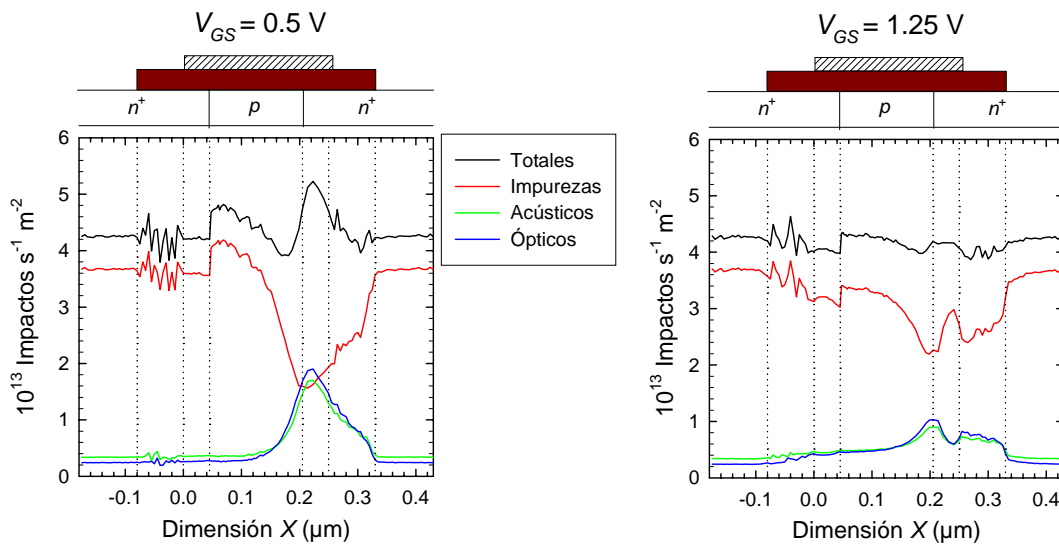 V_GS = 0.5 V
n+ p n+
6
5
4
3
2
1
0
10^13 Impactos s^-1 m^-2
-0.1 0.0 0.1 0.2 0.3 0.4
Dimensión X (µm)
Totales
Impurezas
Acústicos
Ópticos
V_GS = 1.25 V
n+ p n+
6
5
4
3
2
1
0
10^13 Impactos s^-1 m^-2
-0.1 0.0 0.1 0.2 0.3 0.4
Dimensión X (µm)